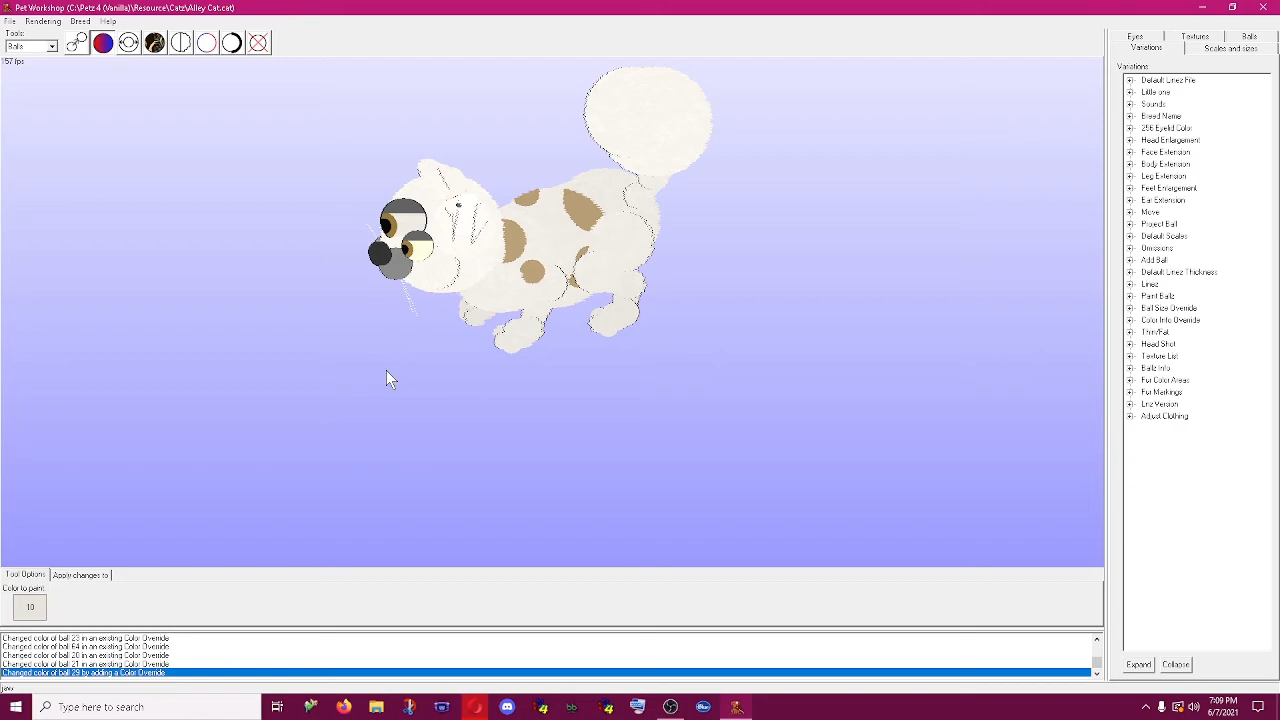 Pet Workshop (C:\Petz 4 (Vanilla)\Resource\Catz\Alley Cat.cat)
File Rendering Breed Help
Tools:
Balls
157 fps
Eyes Textures Balls
Variations Scales and sizes
Variations:
Default Linez File
Little one
Sounds
Breed Name
256 Eyelid Color
Head Enlargement
Face Extension
Body Extension
Leg Extension
Feet Enlargement
Ear Extension
Move
Project Ball
Default Scales
Omissions
Add Ball
Default Linez Thickness
Linez
Paint Ballz
Ball Size Override
Color Info Override
Thin/Fat
Head Shot
Texture List
Ballz Info
Fur Color Areas
Fur Markings
Lnz Version
Adjust Clothing
Expand Collapse
Tool Options Apply changes to
Color to paint:
10
Changed color of ball 23 in an existing Color Override
Changed color of ball 64 in an existing Color Override
Changed color of ball 20 in an existing Color Override
Changed color of ball 21 in an existing Color Override
Changed color of ball 29 by adding a Color Override
jaw
Type here to search
7:09 PM
6/7/2021